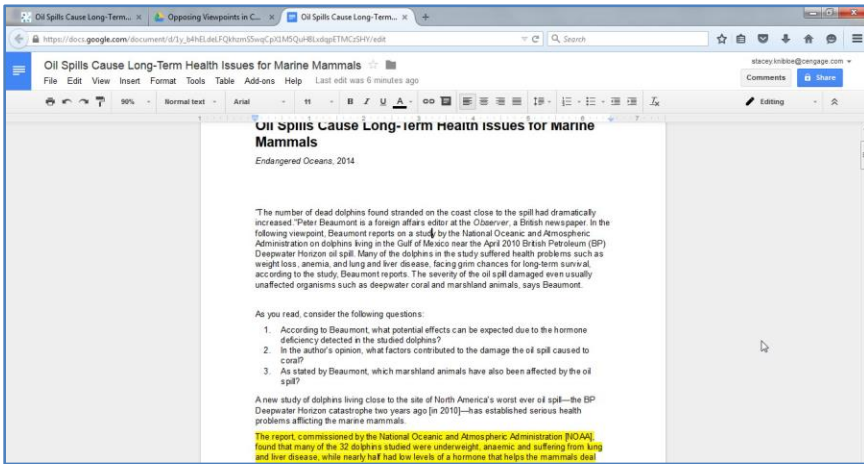 Oil Spills Cause Long-Term...
Opposing Viewpoints in C...
Oil Spills Cause Long-Term...
https://docs.google.com/document/d/
/edit
Search
Oil Spills Cause Long-Term Health Issues for Marine Mammals
stacey.knibloe@cengage.com
File Edit View Insert Format Tools Table Add-ons Help Last edit was 6 minutes ago
Comments
Share
90% Normal text Arial 11 B I U A
Editing
Oil Spills Cause Long-Term Health Issues for Marine
Mammals
Endangered Oceans, 2014
"The number of dead dolphins found stranded on the coast close to the spill had dramatically
increased."Peter Beaumont is a foreign affairs editor at the Observer, a British newspaper. In the
following viewpoint, Beaumont reports on a study by the National Oceanic and Atmospheric
Administration on dolphins living in the Gulf of Mexico near the April 2010 British Petroleum (BP)
Deepwater Horizon oil spill. Many of the dolphins in the study suffered health problems such as
weight loss, anemia, and lung and liver disease, facing grim chances for long-term survival,
according to the study, Beaumont reports. The severity of the oil spill damaged even usually
unaffected organisms such as deepwater coral and marshland animals, says Beaumont.
As you read, consider the following questions:
1. According to Beaumont, what potential effects can be expected due to the hormone
deficiency detected in the studied dolphins?
2. In the author's opinion, what factors contributed to the damage the oil spill caused to
coral?
3. As stated by Beaumont, which marshland animals have also been affected by the oil
spill?
A new study of dolphins living close to the site of North America's worst ever oil spill—the BP
Deepwater Horizon catastrophe two years ago [in 2010]—has established serious health
problems afflicting the marine mammals.
The report, commissioned by the National Oceanic and Atmospheric Administration [NOAA],
found that many of the 32 dolphins studied were underweight, anaemic and suffering from lung
and liver disease, while nearly half had low levels of a hormone that helps the mammals deal